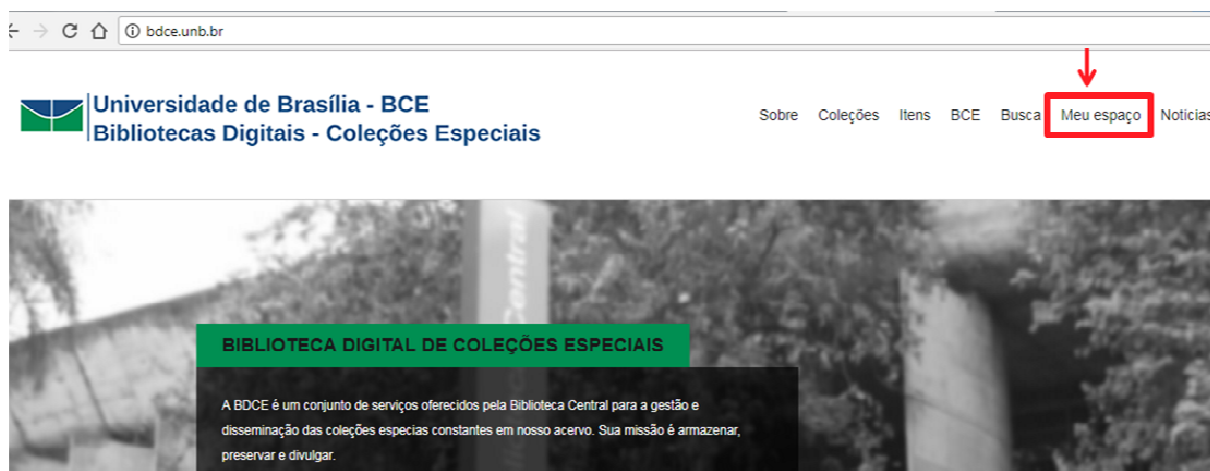 bdce.unb.br
Universidade de Brasília - BCE
Bibliotecas Digitais - Coleções Especiais
Sobre Coleções Itens BCE Busca Meu espaço Noticias
Central
BIBLIOTECA DIGITAL DE COLEÇÕES ESPECIAIS
A BDCE é um conjunto de serviços oferecidos pela Biblioteca Central para a gestão e
disseminação das coleções especias constantes em nosso acervo. Sua missão é armazenar,
preservar e divulgar.